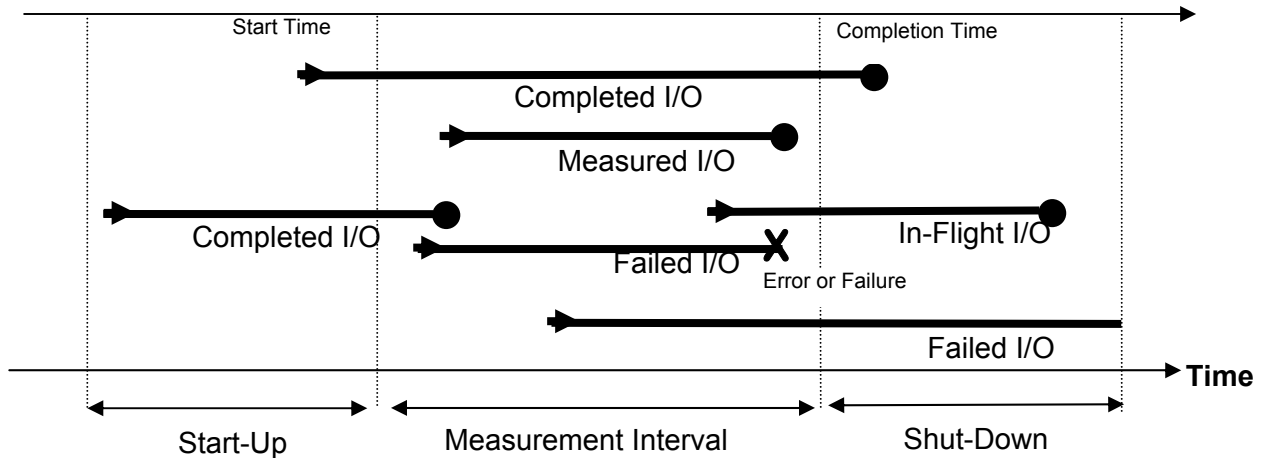 Start Time
Completion Time
Completed I/O
Measured I/O
Completed I/O
In-Flight I/O
Failed I/O
Error or Failure
Failed I/O
Time
Start-Up
Measurement Interval
Shut-Down